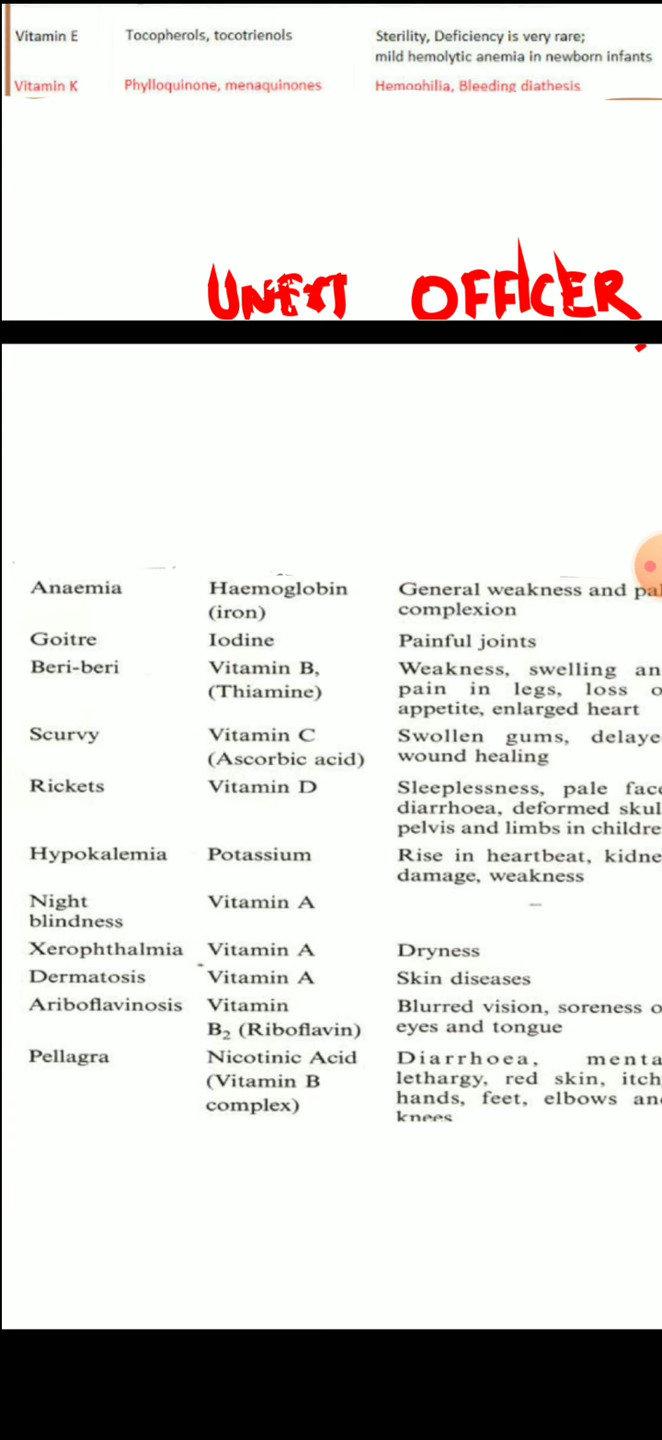 Vitamin E Tocopherols, tocotrienols Sterility, Deficiency is very rare;
mild hemolytic anemia in newborn infants
Vitamin K Phylloquinone, menaquinones Hemophilia, Bleeding diathesis
OFFICER
Anaemia Haemoglobin General weakness and pal
(iron) complexion
Goitre Iodine Painful joints
Beri-beri Vitamin B, Weakness, swelling an
(Thiamine) pain in legs, loss o
appetite, enlarged heart
Scurvy Vitamin C Swollen gums, delaye
(Ascorbic acid) wound healing
Rickets Vitamin D Sleeplessness, pale fac
diarrhoea, deformed skul
pelvis and limbs in childre
Hypokalemia Potassium Rise in heartbeat, kidne
damage, weakness
Night Vitamin A –
blindness
Xerophthalmia Vitamin A Dryness
Dermatosis Vitamin A Skin diseases
Ariboflavinosis Vitamin Blurred vision, soreness o
B₂ (Riboflavin) eyes and tongue
Pellagra Nicotinic Acid Diarrhoea, menta
(Vitamin B lethargy, red skin, itch
complex) hands, feet, elbows an
knees